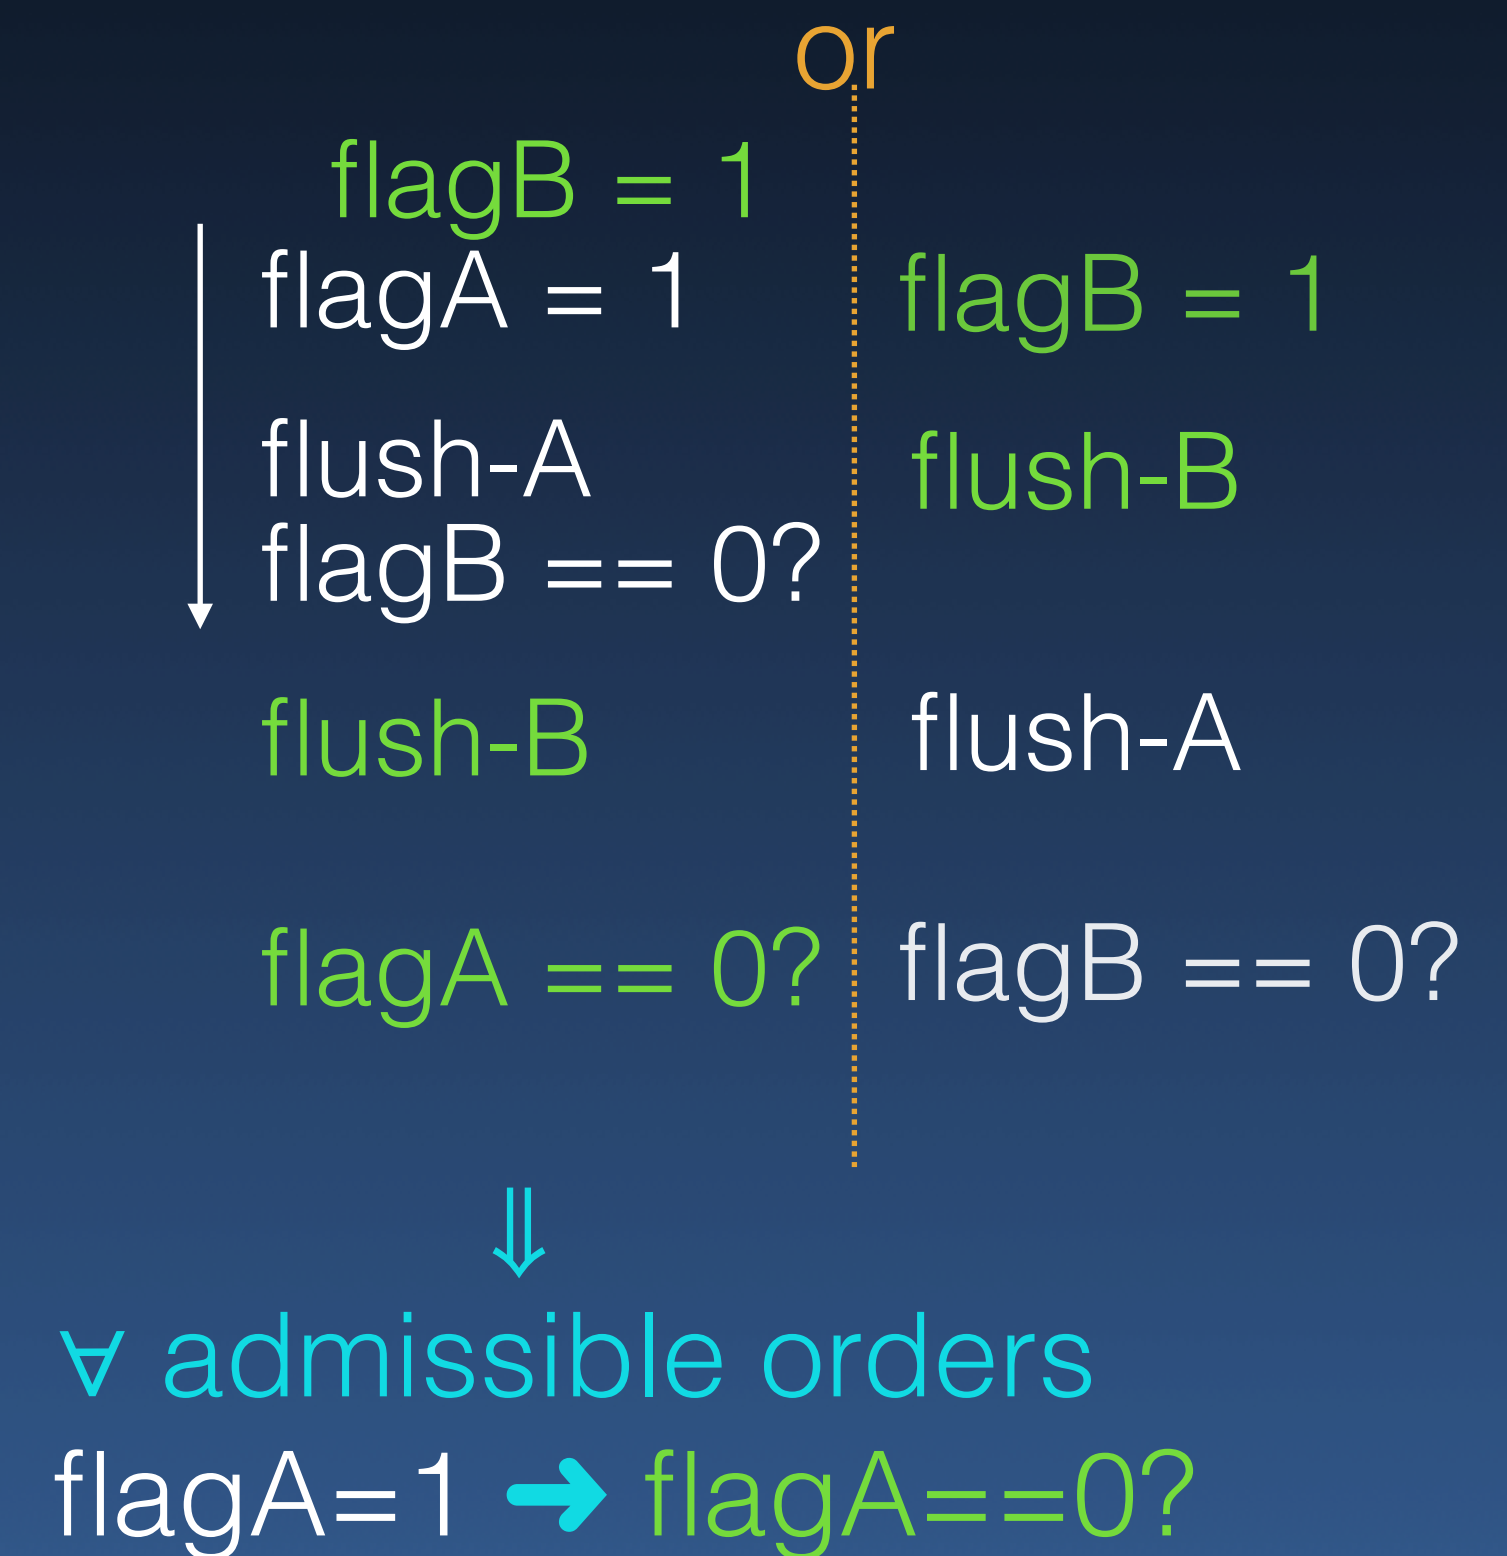 or
flagB = 1
flagA = 1
flush-A
flagB == 0?
flush-B
flagA == 0?
flagB = 1
flush-B
flush-A
flagB == 0?
⇓
∀ admissible orders
flagA=1 ➔ flagA==0?